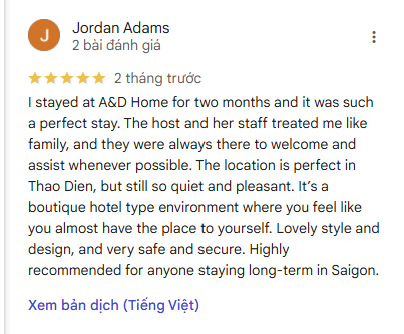 J
Jordan Adams
2 bài đánh giá
2 tháng trước
I stayed at A&D Home for two months and it was such
a perfect stay. The host and her staff treated me like
family, and they were always there to welcome and
assist whenever possible. The location is perfect in
Thao Dien, but still so quiet and pleasant. It’s a
boutique hotel type environment where you feel like
you almost have the place to yourself. Lovely style and
design, and very safe and secure. Highly
recommended for anyone staying long-term in Saigon.
Xem bản dịch (Tiếng Việt)